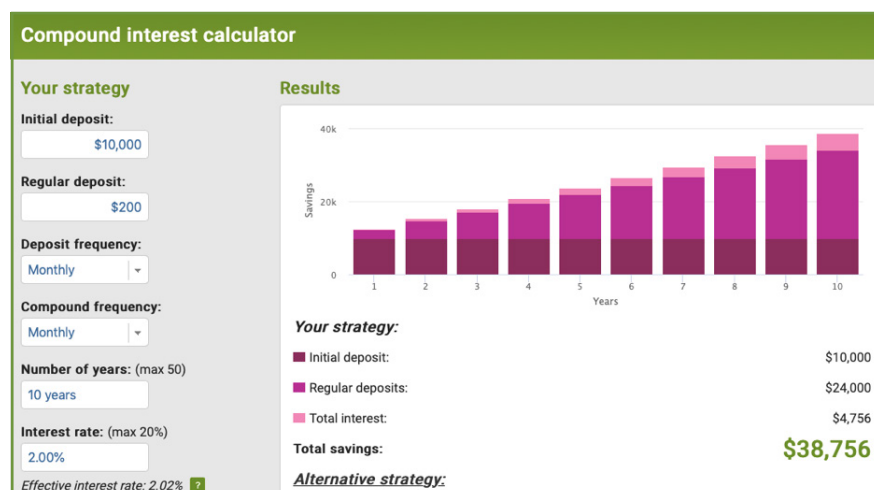 Compound interest calculator
Your strategy
Initial deposit:
$10,000
Regular deposit:
$200
Deposit frequency:
Monthly
Compound frequency:
Monthly
Number of years: (max 50)
10 years
Interest rate: (max 20%)
2.00%
Effective interest rate: 2.02% ?
Results
40k
20k
0
Savings
1 2 3 4 5 6 7 8 9 10
Years
Your strategy:
Initial deposit: $10,000
Regular deposits: $24,000
Total interest: $4,756
Total savings: $38,756
Alternative strategy: